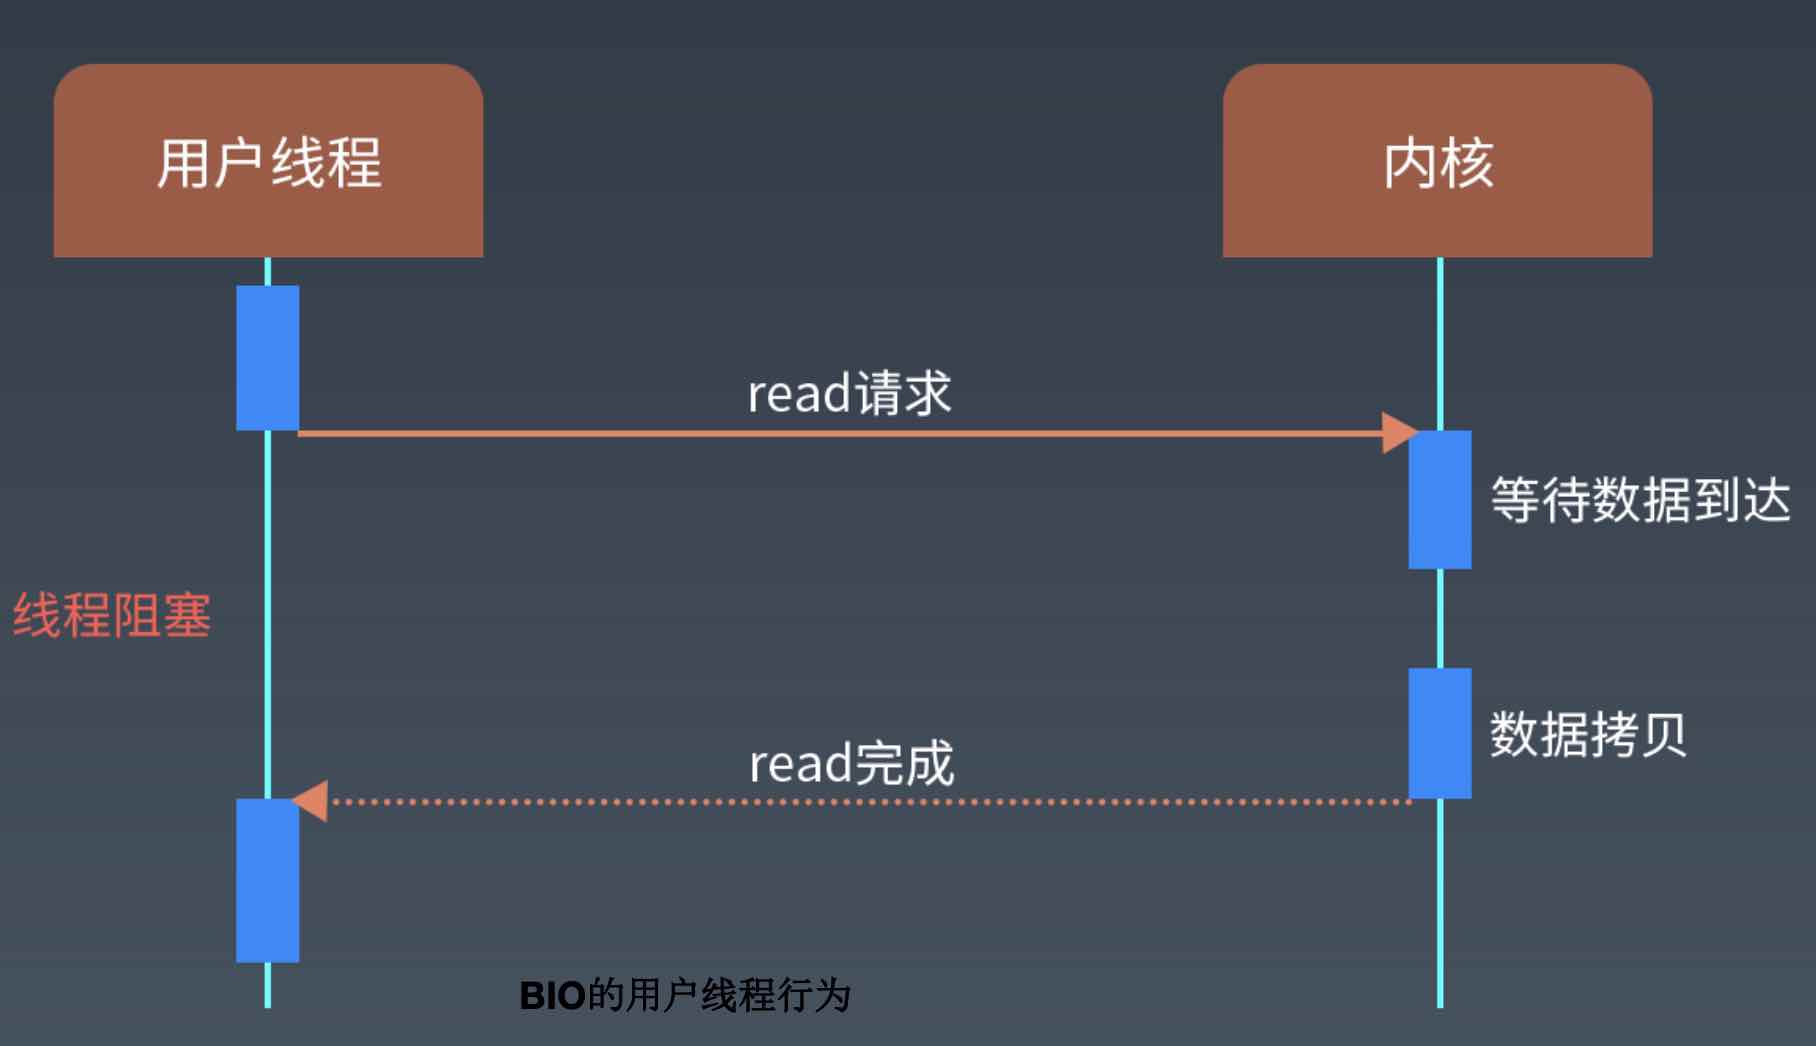 用户线程
内核
read请求
等待数据到达
线程阻塞
数据拷贝
read完成
BIO的用户线程行为